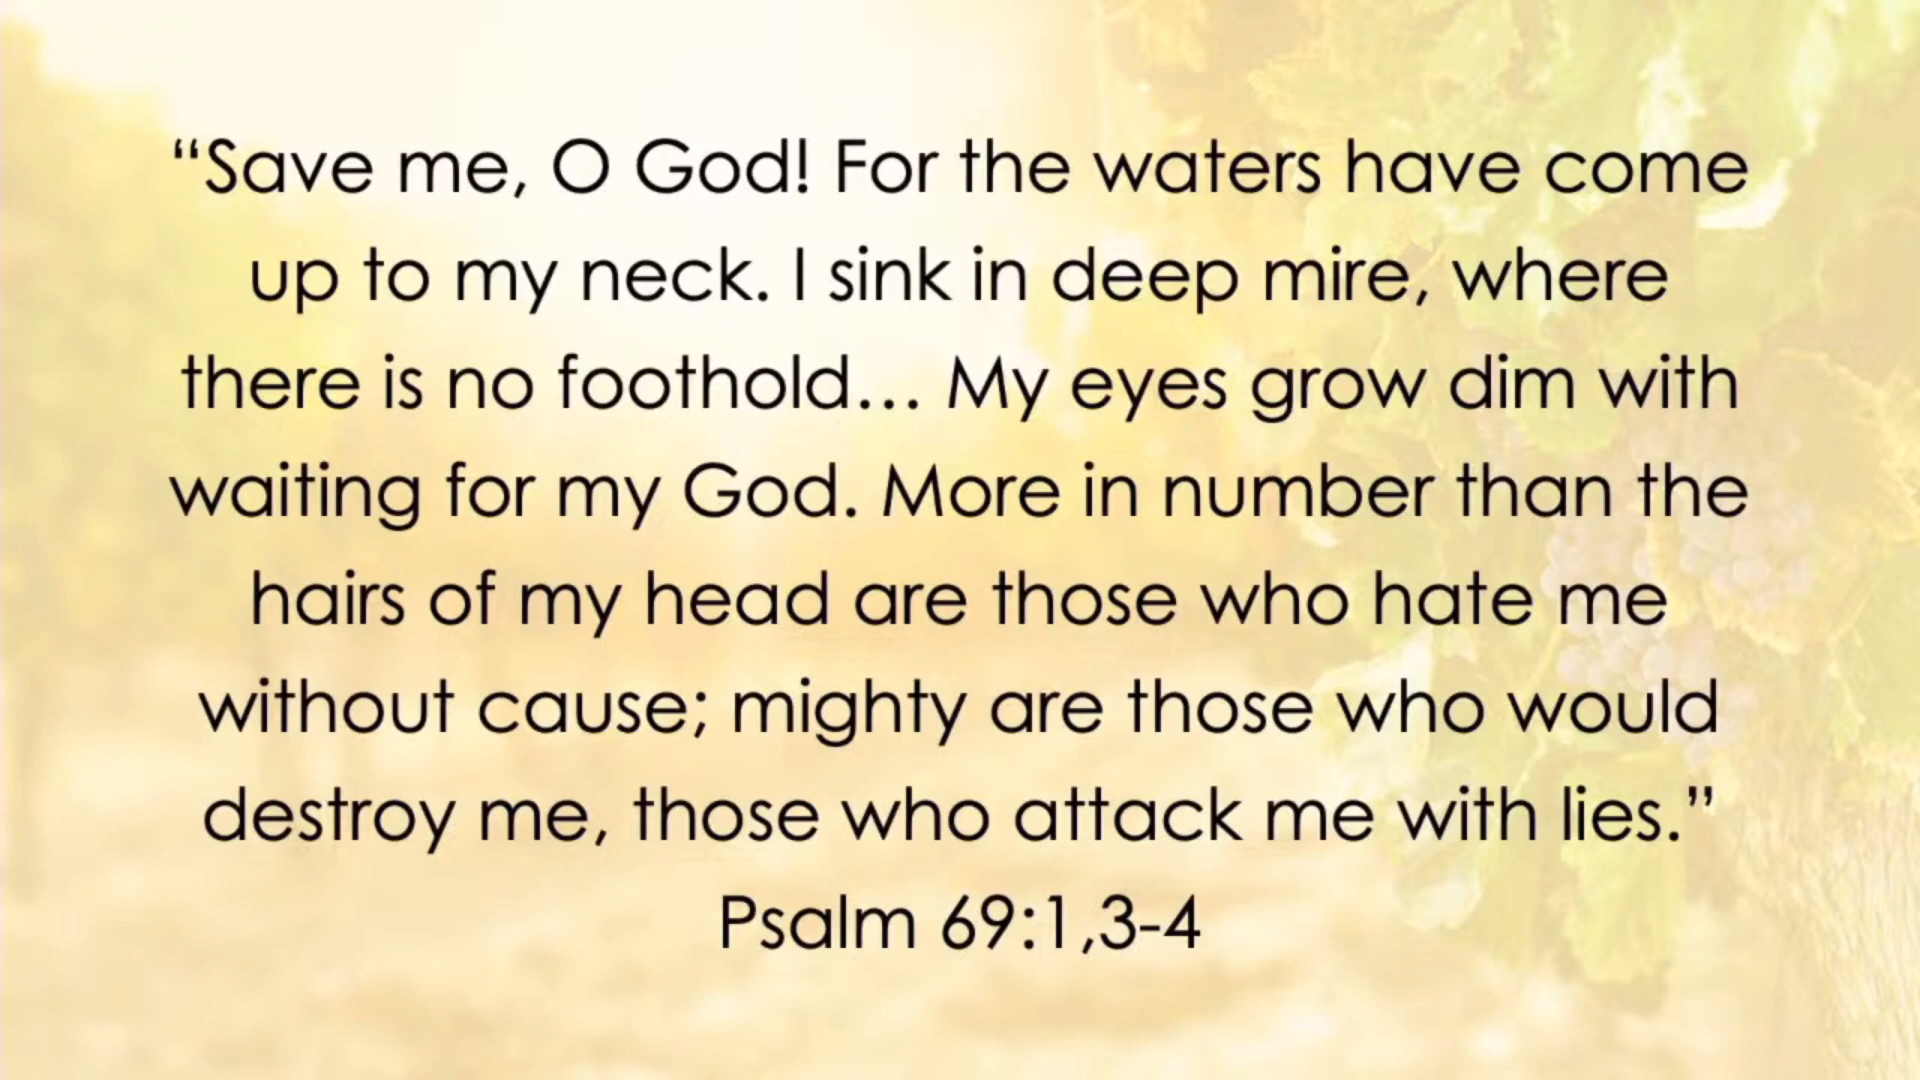 “Save me, O God! For the waters have come
up to my neck. I sink in deep mire, where
there is no foothold… My eyes grow dim with
waiting for my God. More in number than the
hairs of my head are those who hate me
without cause; mighty are those who would
destroy me, those who attack me with lies.”
Psalm 69:1,3-4